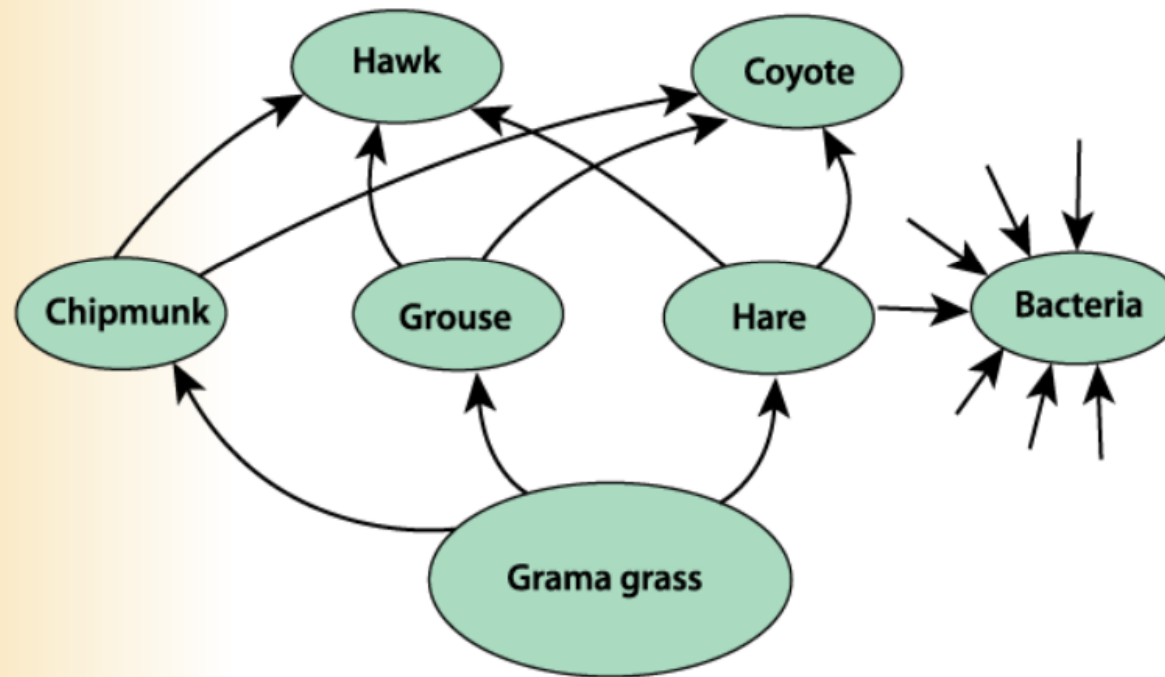 Hawk
Coyote
Chipmunk
Grouse
Hare
Bacteria
Grama grass